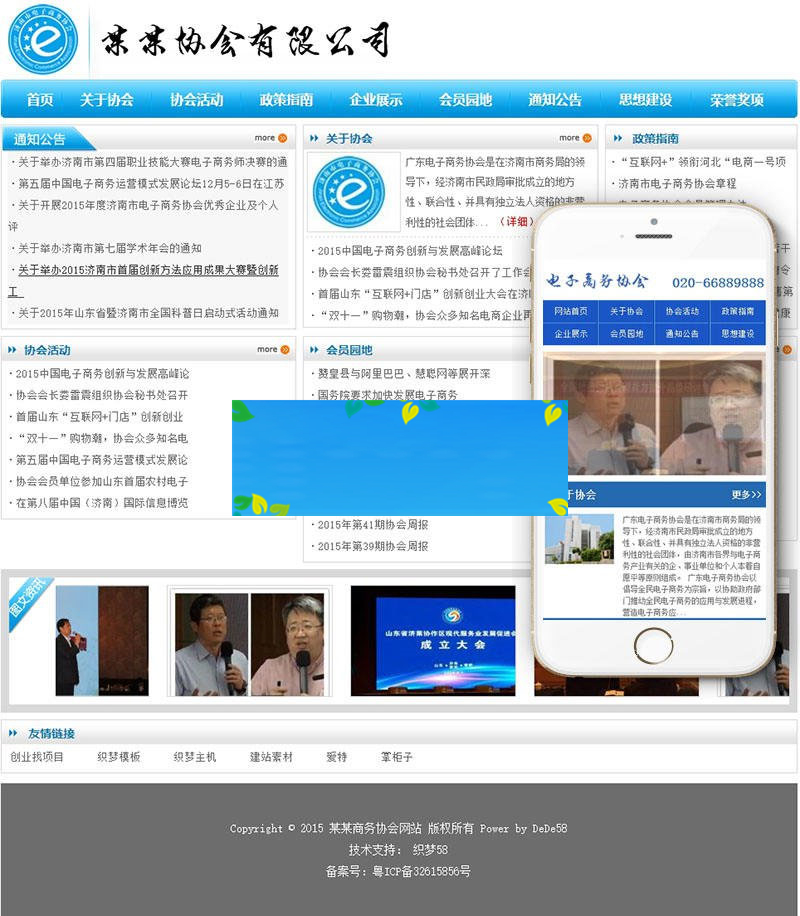 某某协会有限公司
首页 关于协会 协会活动 政策指南 企业展示 会员园地 通知公告 思想建设 荣誉奖项
通知公告 more
·关于举办济南市第四届职业技能大赛电子商务师决赛的通
·第五届中国电子商务运营模式发展论坛12月5-6日在江苏
·关于开展2015年度济南市电子商务协会优秀企业及个人
评
·关于举办济南市第七届学术年会的通知
·关于举办2015济南市首届创新方法应用成果大赛暨创新
工
·关于2015年山东省暨济南市全国科普日启动式活动通知
关于协会 more
广东电子商务协会是在济南市商务局的领
导下，经济南市民政局审批成立的地方
性、联合性、并具有独立法人资格的非营
利性的社会团体... （详细）
·2015中国电子商务创新与发展高峰论坛
·协会会长娄雷震组织协会秘书处召开了工作会
·首届山东“互联网+门店”创新创业大会在济
·“双十一”购物潮，协会众多知名电商企业再
政策指南
·“互联网+”领衔河北“电商一号项
·济南市电子商务协会章程
协会活动 more
·2015中国电子商务创新与发展高峰论
·协会会长娄雷震组织协会秘书处召开
·首届山东“互联网+门店”创新创业
·“双十一”购物潮，协会众多知名电
·第五届中国电子商务运营模式发展论
·协会会员单位参加山东首届农村电子
·在第八届中国（济南）国际信息博览
会员园地
·赞皇县与阿里巴巴、慧聪网等展开深
·国务院要求加快发展电子商务
·2015年第41期协会周报
·2015年第39期协会周报
电子商务协会 020-66889888
网站首页 关于协会 协会活动 政策指南
企业展示 会员园地 通知公告 思想建设
于协会 更多>>
广东电子商务协会是在济南市商务局的领
导下，经济南市民政局审批成立的地方
性、联合性、并具有独立法人资格的非营
利性的社会团体，由济南市各界与电子商
务产业有关的企、事业单位和个人本着自
愿平等原则组成。 广东电子商务协会以
倡导全民电子商务为宗旨，以协助政府部
门推动全民电子商务的应用与发展进程，
营造电子商务应...
图文资讯
山东省济莱协作区现代服务业发展促进会
成立大会
友情链接
创业找项目 织梦模板 织梦主机 建站素材 爱特 掌柜子
Copyright © 2015 某某商务协会网站 版权所有 Power by DeDe58
技术支持： 织梦58
备案号：粤ICP备32615856号